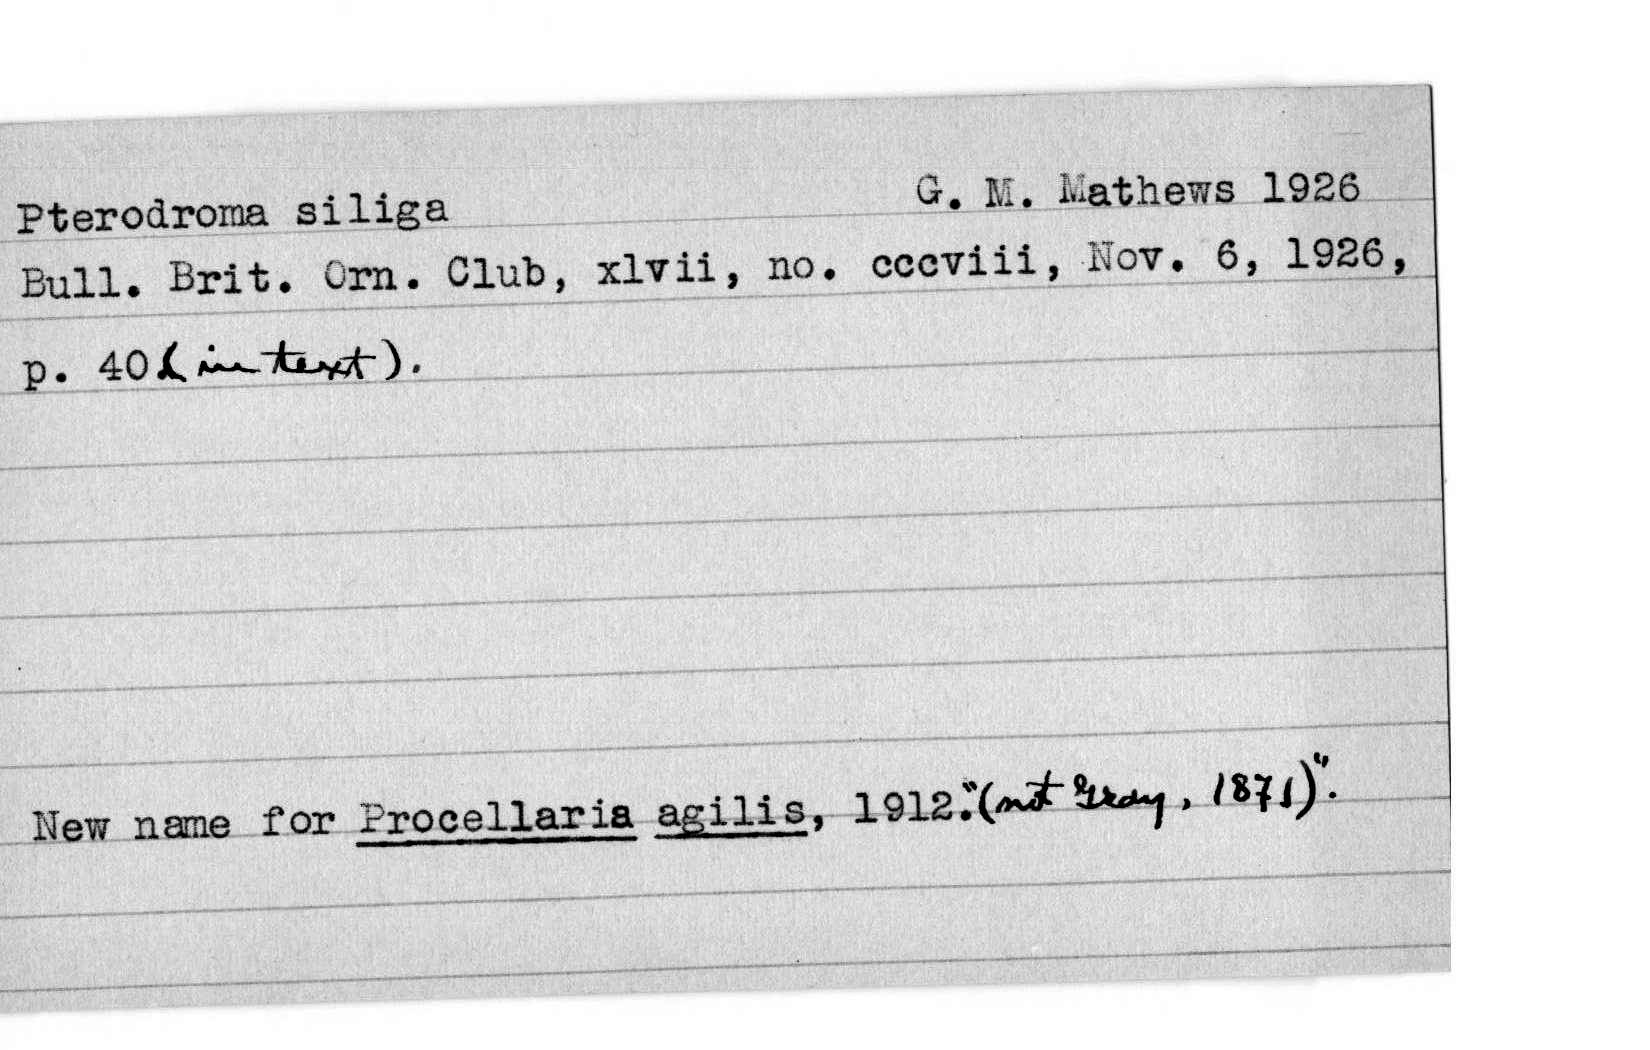 Pterodroma siliga G. M. Mathews 1926
Bull. Brit. Orn. Club, xlvii, no. cccviii, Nov. 6, 1926,
p. 40 (in text).
New name for Procellaria agilis, 1912."(not Gray, 1871)".